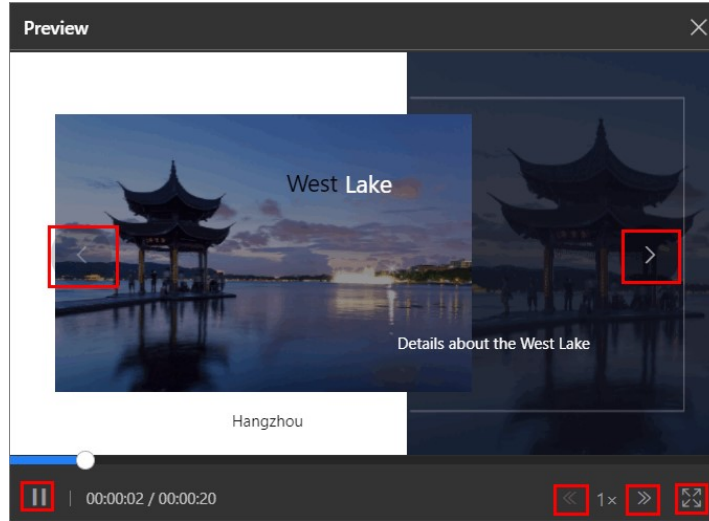 Preview
West Lake
Details about the West Lake
Hangzhou
00:00:02 / 00:00:20
1×